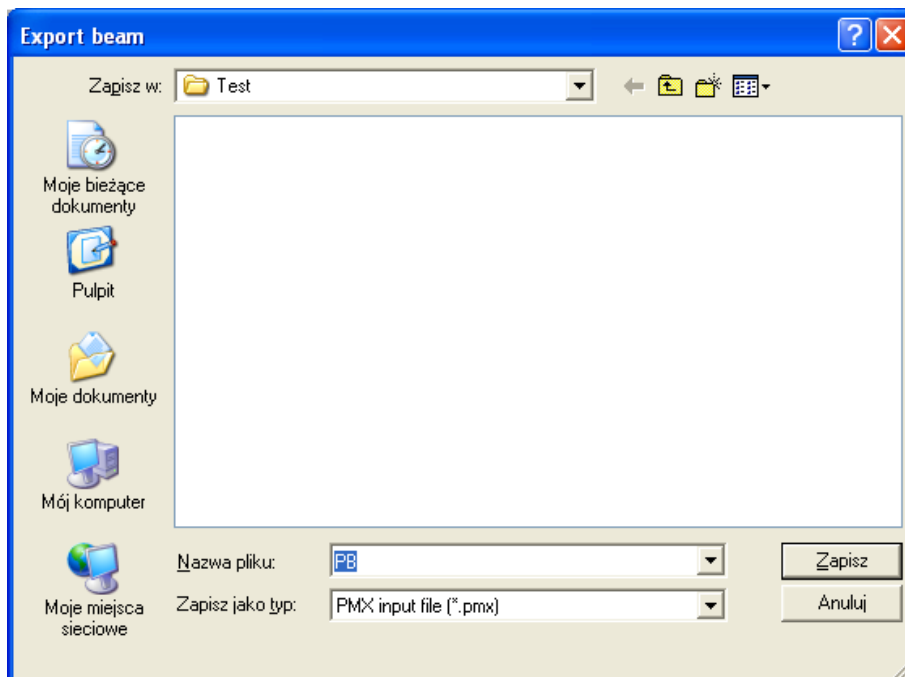 Export beam
Zapisz w:
Test
Moje bieżące
dokumenty
Pulpit
Moje dokumenty
Mój komputer
Moje miejsca
sieciowe
Nazwa pliku:
PB
Zapisz
Zapisz jako typ:
PMX input file (*.pmx)
Anuluj